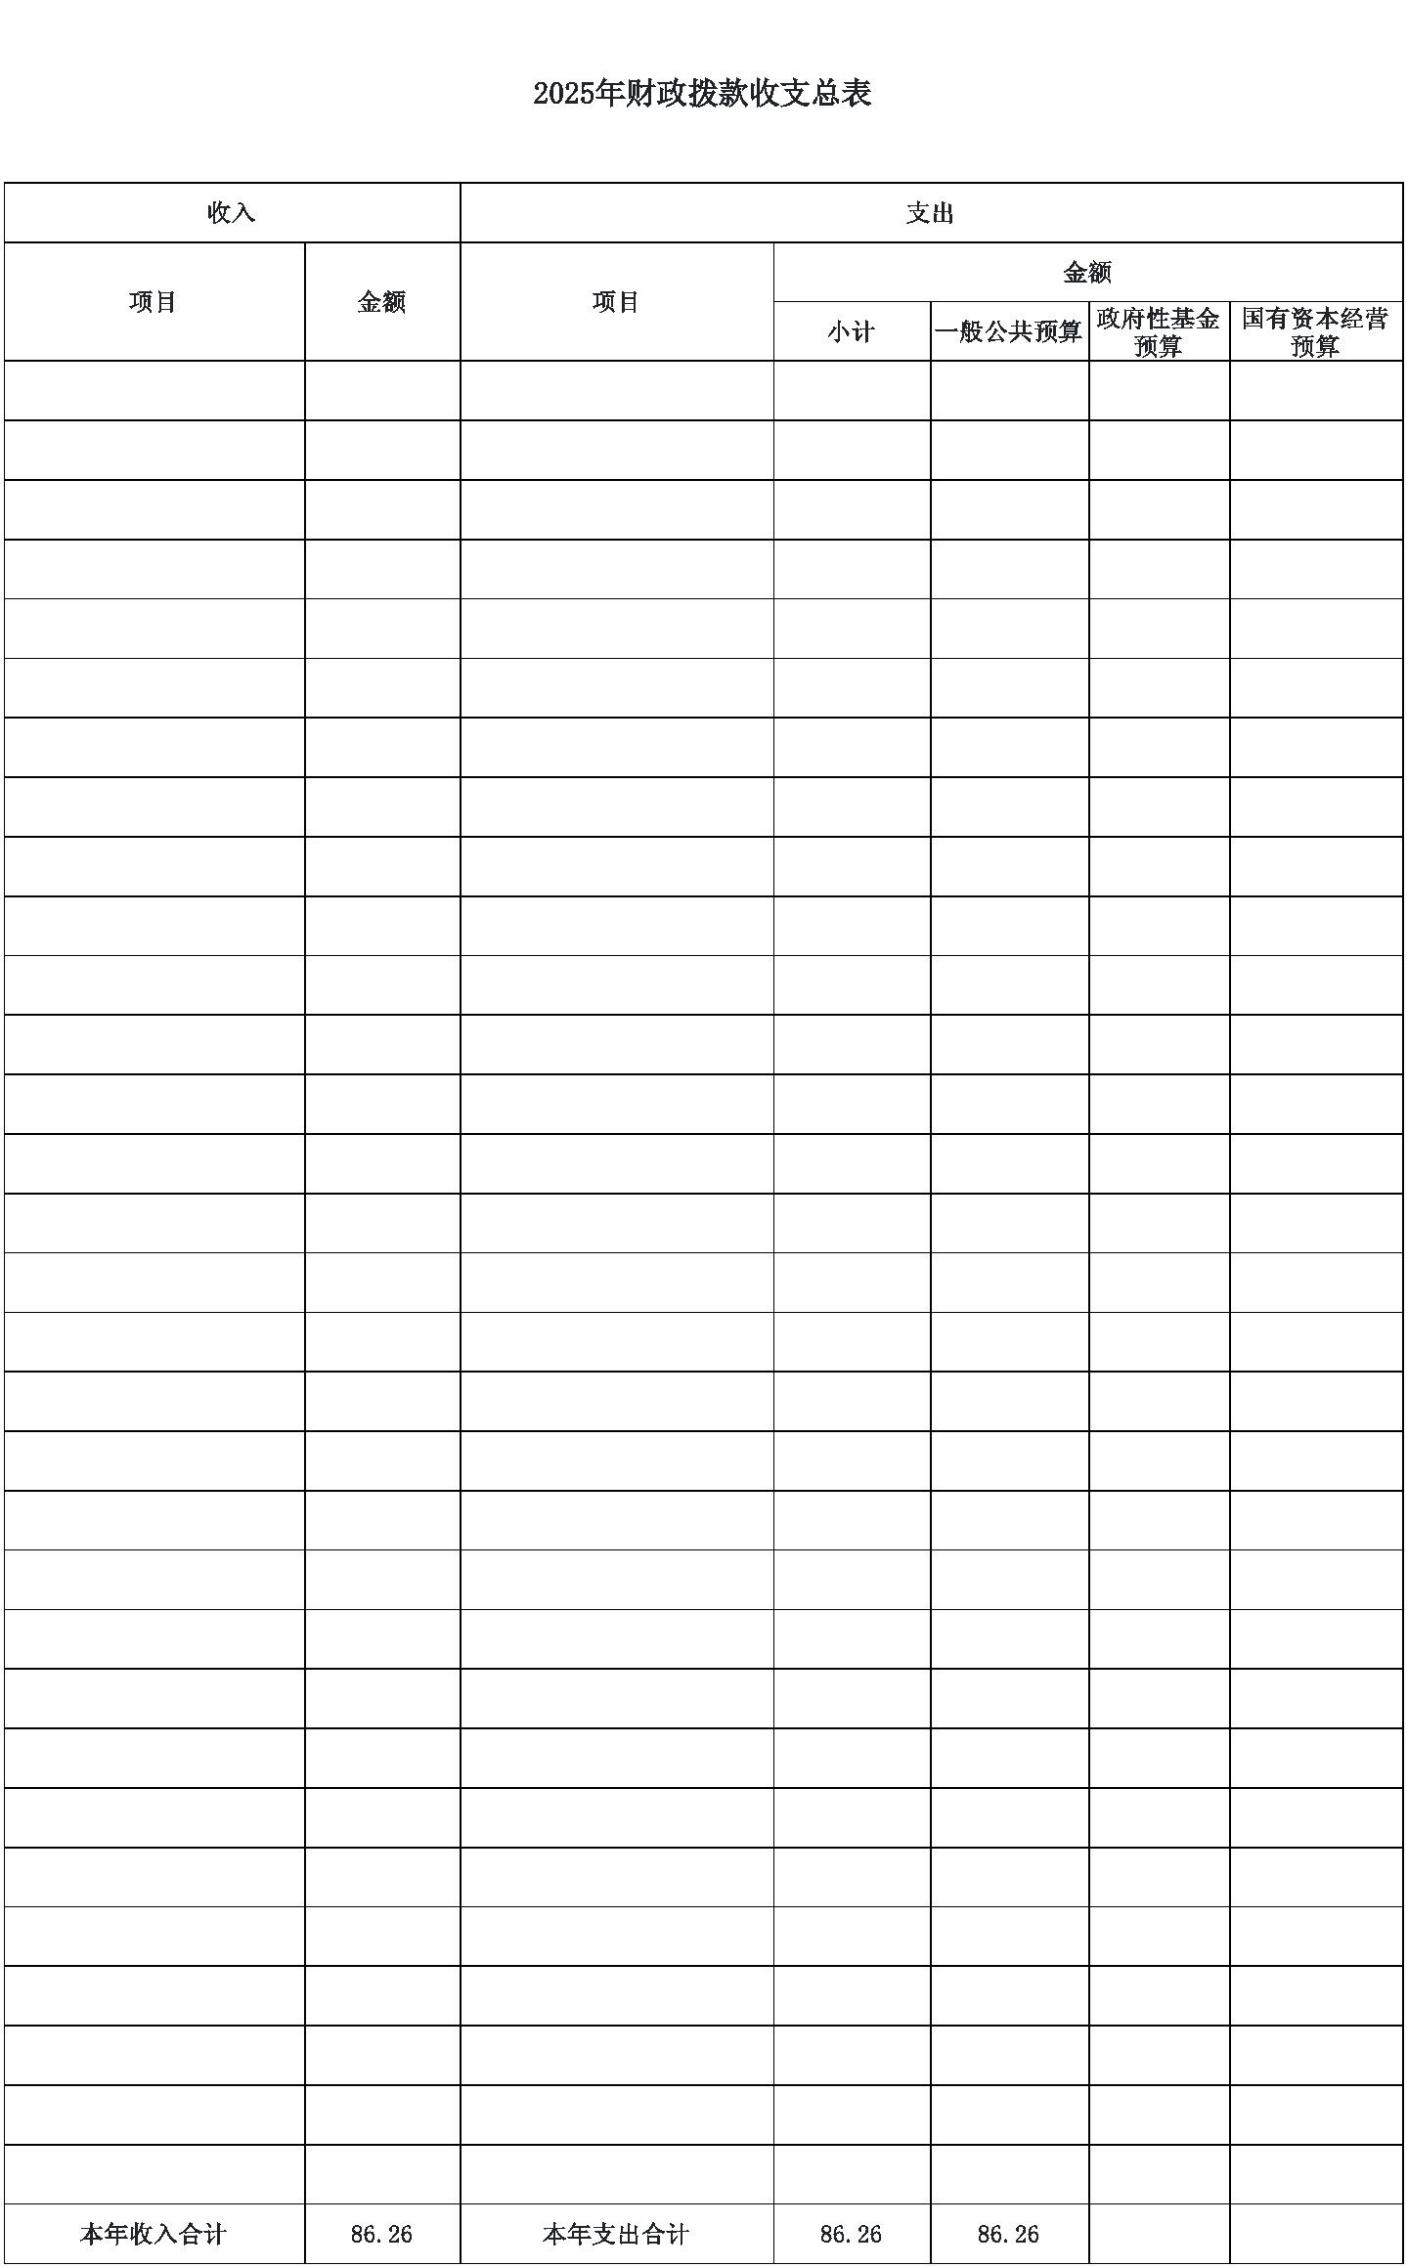 2025年财政拨款收支总表
收入 支出
项目 金额 项目 金额
小计 一般公共预算 政府性基金预算 国有资本经营预算
本年收入合计 86.26 本年支出合计 86.26 86.26